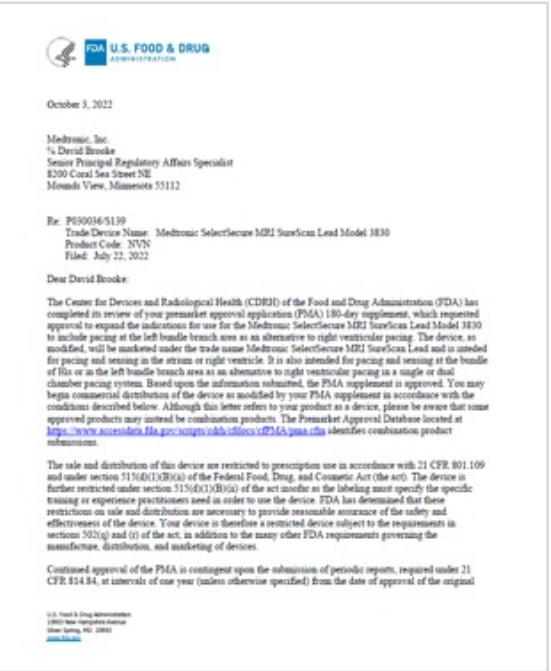 FDA U.S. FOOD & DRUG
ADMINISTRATION
October 3, 2022
Medtronic, Inc.
℅ David Brooke
Senior Principal Regulatory Affairs Specialist
8200 Coral Sea Street NE
Mounds View, Minnesota 55112
Re: P030036/S139
Trade/Device Name: Medtronic SelectSecure MRI SureScan Lead Model 3830
Product Code: NVN
Filed: July 22, 2022
Dear David Brooke:
The Center for Devices and Radiological Health (CDRH) of the Food and Drug Administration (FDA) has
completed its review of your premarket approval application (PMA) 180-day supplement, which requested
approval to expand the indications for use for the Medtronic SelectSecure MRI SureScan Lead Model 3830
to include pacing at the left bundle branch area as an alternative to right ventricular pacing. The device, as
modified, will be marketed under the trade name Medtronic SelectSecure MRI SureScan Lead and is inteded
for pacing and sensing in the atrium or right ventricle. It is also intended for pacing and sensing at the bundle
of His or in the left bundle branch area as an alternative to right ventricular pacing in a single or dual
chamber pacing system. Based upon the information submitted, the PMA supplement is approved. You may
begin commercial distribution of the device as modified by your PMA supplement in accordance with the
conditions described below. Although this letter refers to your product as a device, please be aware that some
approved products may instead be combination products. The Premarket Approval Database located at
https://www.accessdata.fda.gov/scripts/cdrh/cfdocs/cfPMA/pma.cfm identifies combination product
submissions.
The sale and distribution of this device are restricted to prescription use in accordance with 21 CFR 801.109
and under section 515(d)(1)(B)(ii) of the Federal Food, Drug, and Cosmetic Act (the act). The device is
further restricted under section 515(d)(1)(B)(ii) of the act insofar as the labeling must specify the specific
training or experience practitioners need in order to use the device. FDA has determined that these
restrictions on sale and distribution are necessary to provide reasonable assurance of the safety and
effectiveness of the device. Your device is therefore a restricted device subject to the requirements in
sections 502(q) and (r) of the act, in addition to the many other FDA requirements governing the
manufacture, distribution, and marketing of devices.
Continued approval of the PMA is contingent upon the submission of periodic reports, required under 21
CFR 814.84, at intervals of one year (unless otherwise specified) from the date of approval of the original
U.S. Food & Drug Administration
10903 New Hampshire Avenue
Silver Spring, MD 20993
www.fda.gov